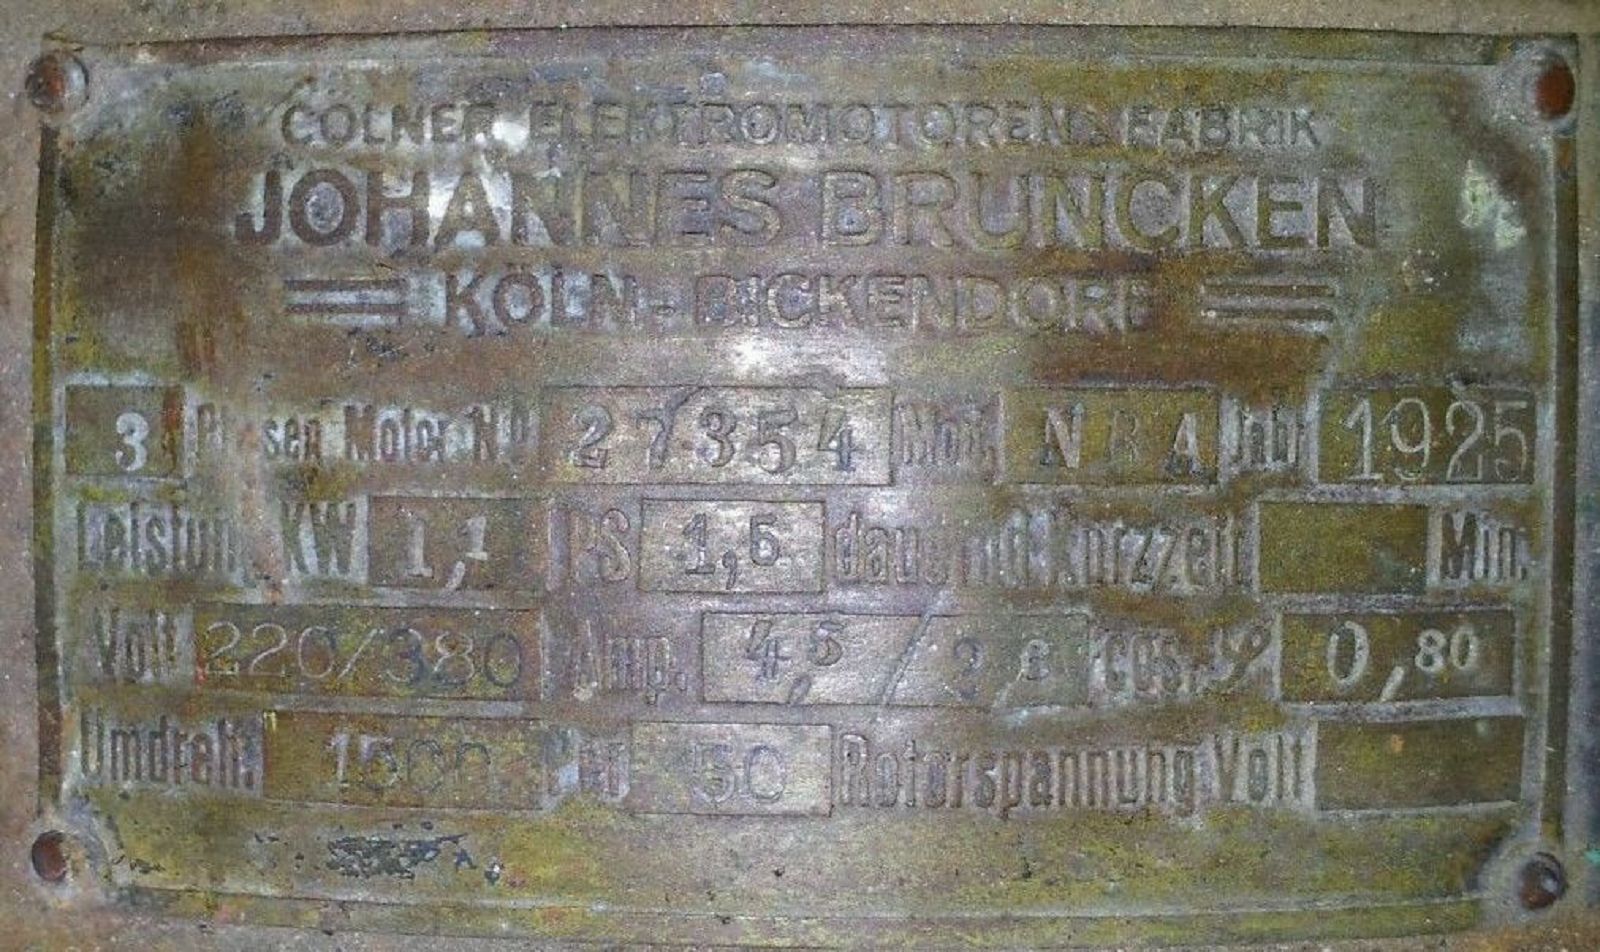 CÖLNER ELEKTROMOTOREN-FABRIK
JOHANNES BRUNCKEN
KÖLN-BICKENDORF
3 Phasen Motor No 27354 Mod. NBA Jahr 1925
Leistung KW 1,1 PS 1,5 dauernd Kurzzeit Min.
Volt 220/380 Amp. 4,5/2,6 cos. φ 0,80
Umdreh. 1500 Per 50 Rotorspannung Volt